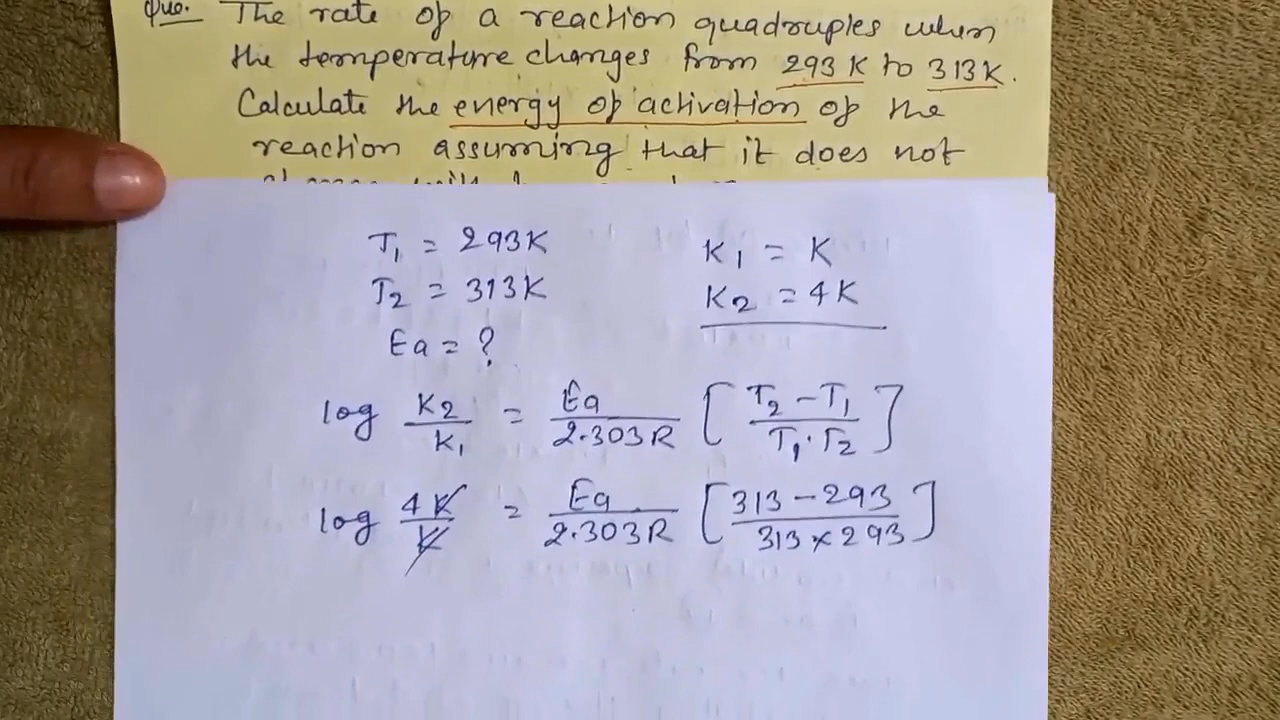 Que. The rate of a reaction quadruples when
the temperature changes from 293 K to 313K.
Calculate the energy of activation of the
reaction assuming that it does not
T₁ = 293K
K₁ = K
T₂ = 313K
K₂ = 4K
Ea = ?
log K₂/K₁ = Ea/2.303R [T₂ - T₁/T₁·T₂]
log 4K/K = Ea/2.303R [313 - 293/313 × 293]